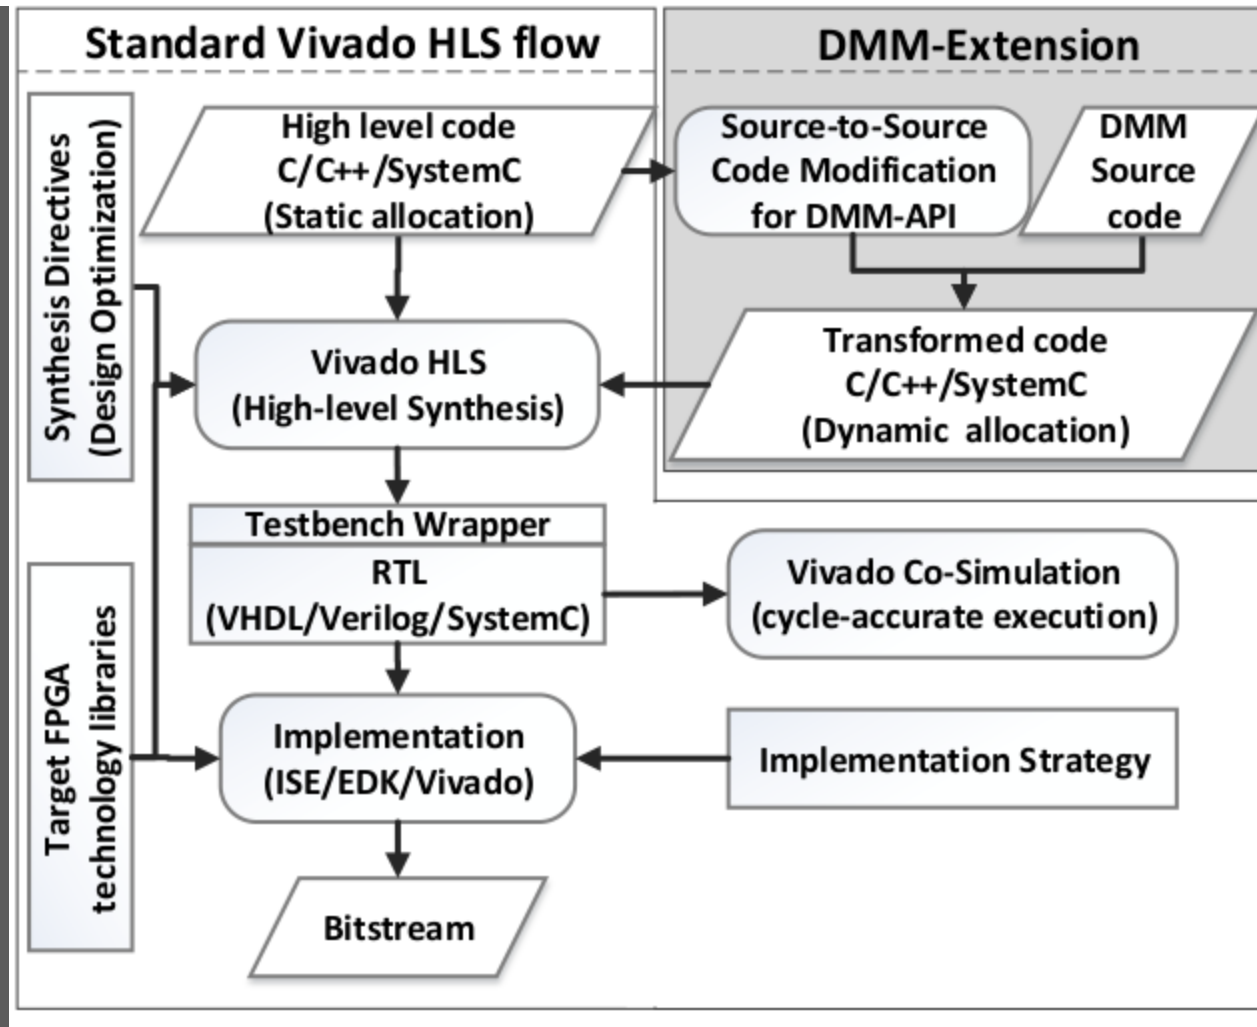 Standard Vivado HLS flow
DMM-Extension
Synthesis Directives
(Design Optimization)
High level code
C/C++/SystemC
(Static allocation)
Source-to-Source
Code Modification
for DMM-API
DMM
Source
code
Vivado HLS
(High-level Synthesis)
Transformed code
C/C++/SystemC
(Dynamic allocation)
Testbench Wrapper
RTL
(VHDL/Verilog/SystemC)
Vivado Co-Simulation
(cycle-accurate execution)
Target FPGA
technology libraries
Implementation
(ISE/EDK/Vivado)
Implementation Strategy
Bitstream